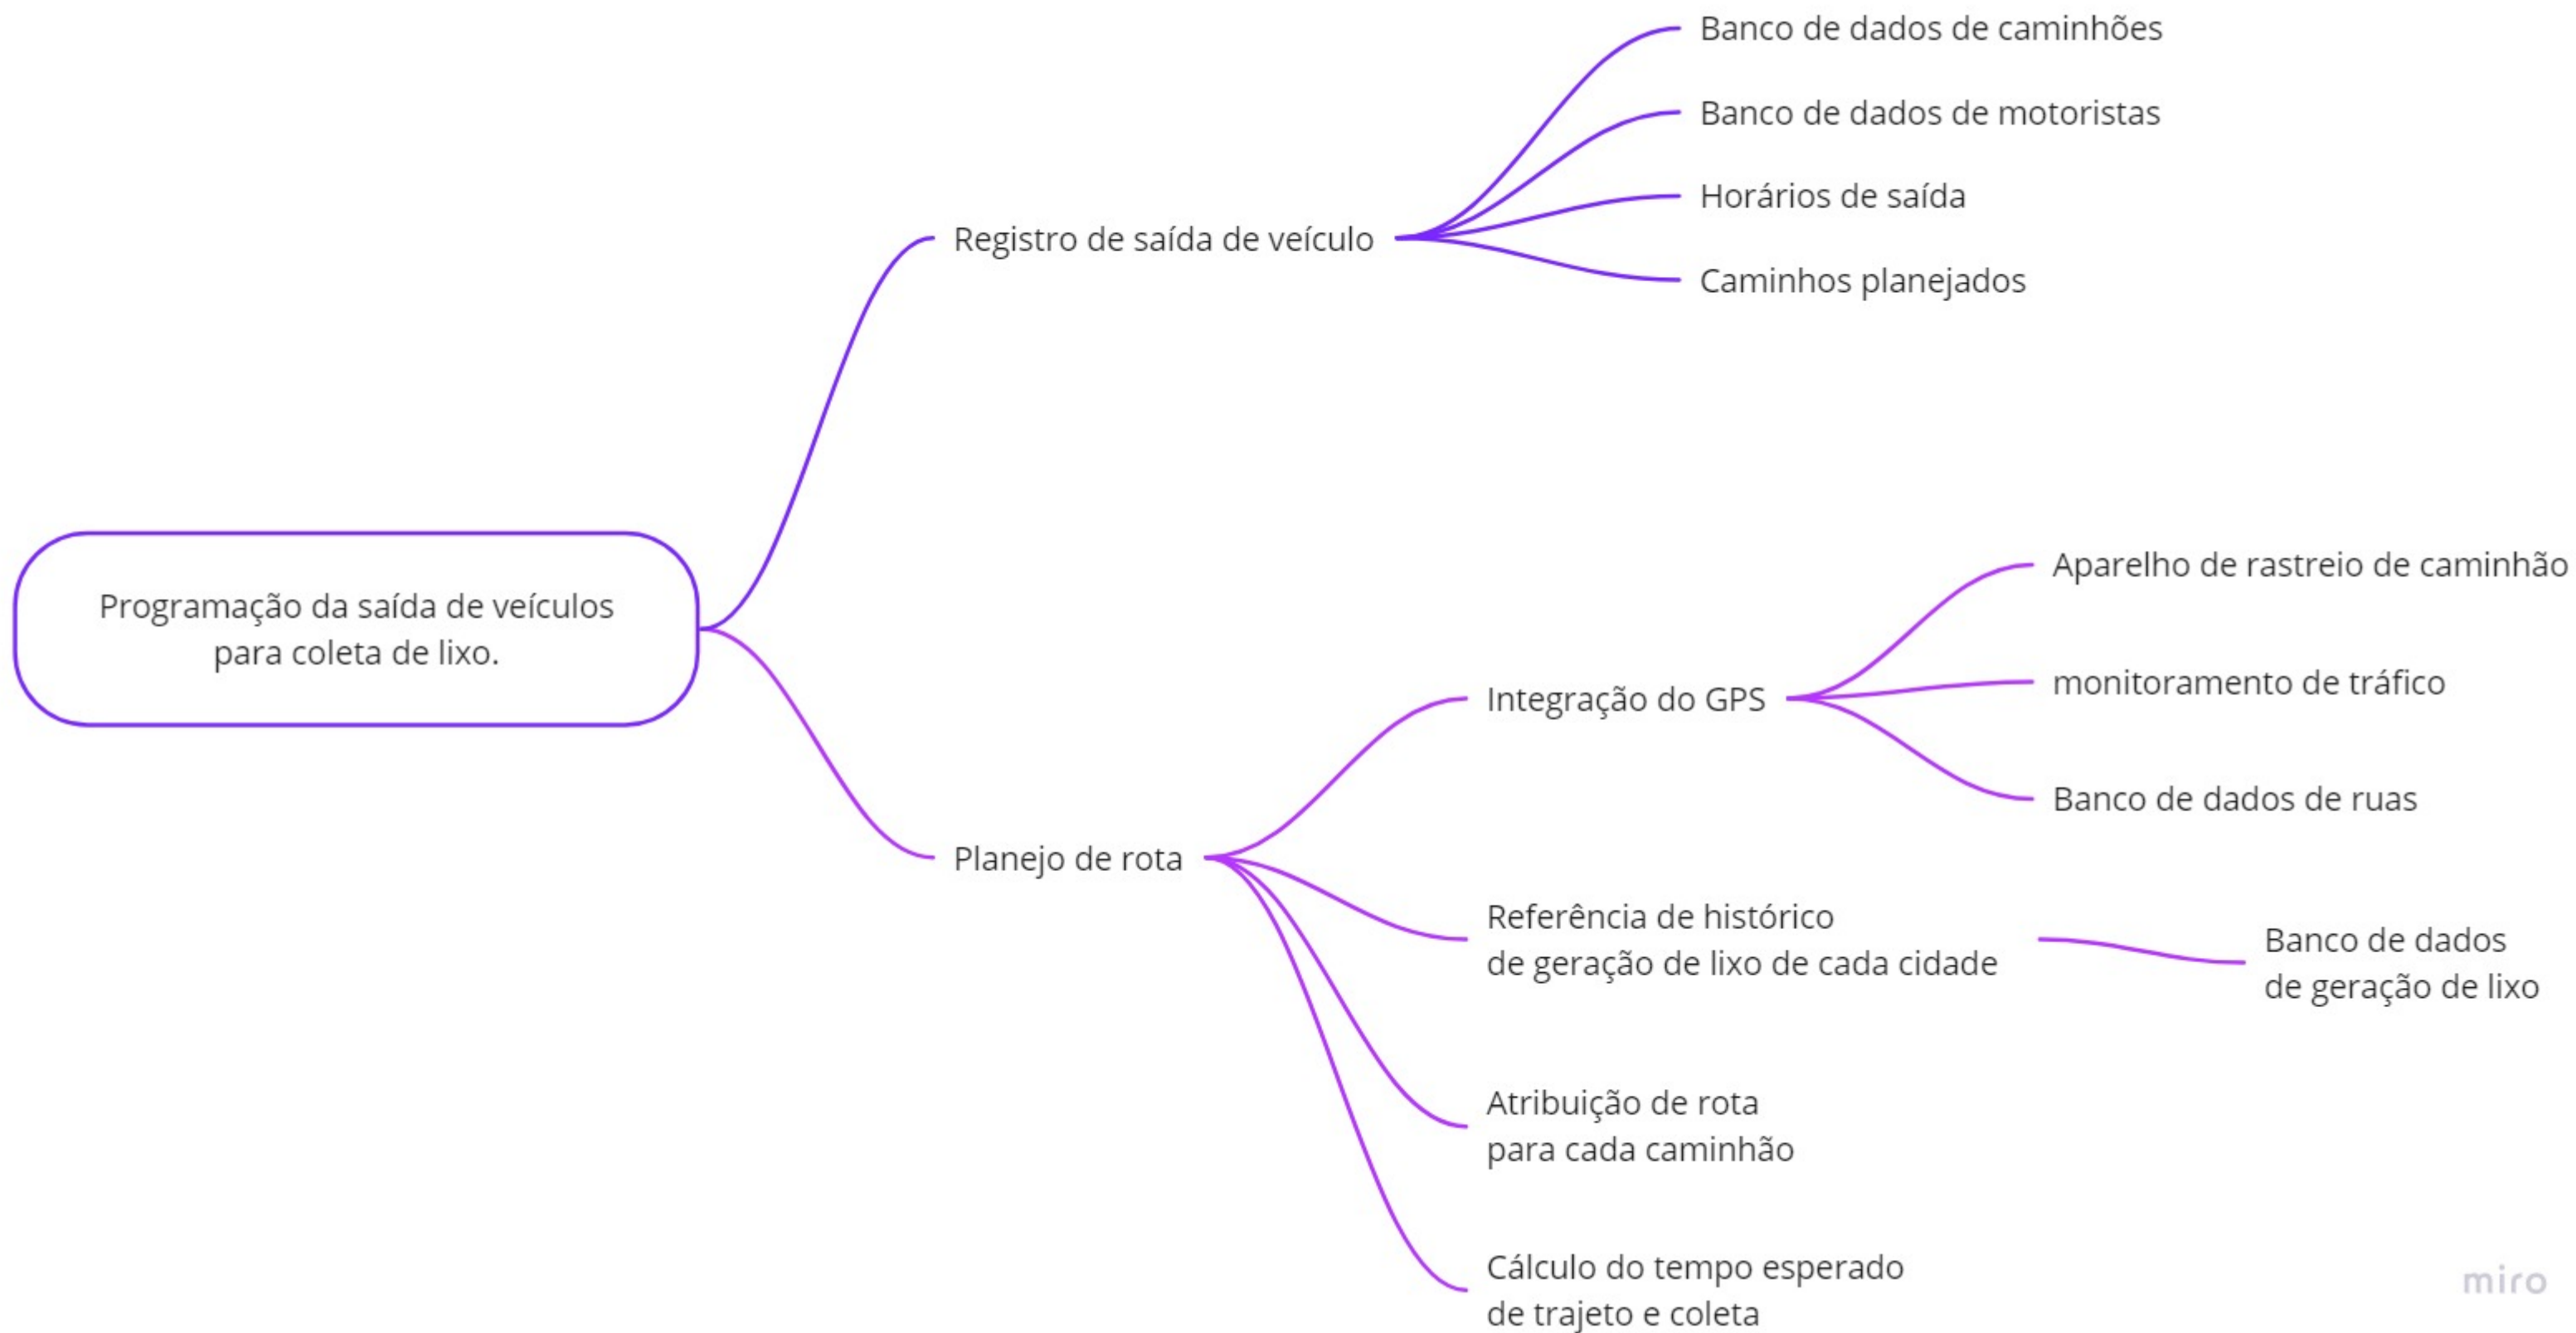 Banco de dados de caminhões
Banco de dados de motoristas
Horários de saída
Registro de saída de veículo
Caminhos planejados
Programação da saída de veículos
para coleta de lixo.
Aparelho de rastreio de caminhão
Integração do GPS
monitoramento de tráfico
Banco de dados de ruas
Planejo de rota
Referência de histórico
de geração de lixo de cada cidade
Banco de dados
de geração de lixo
Atribuição de rota
para cada caminhão
Cálculo do tempo esperado
de trajeto e coleta
miro